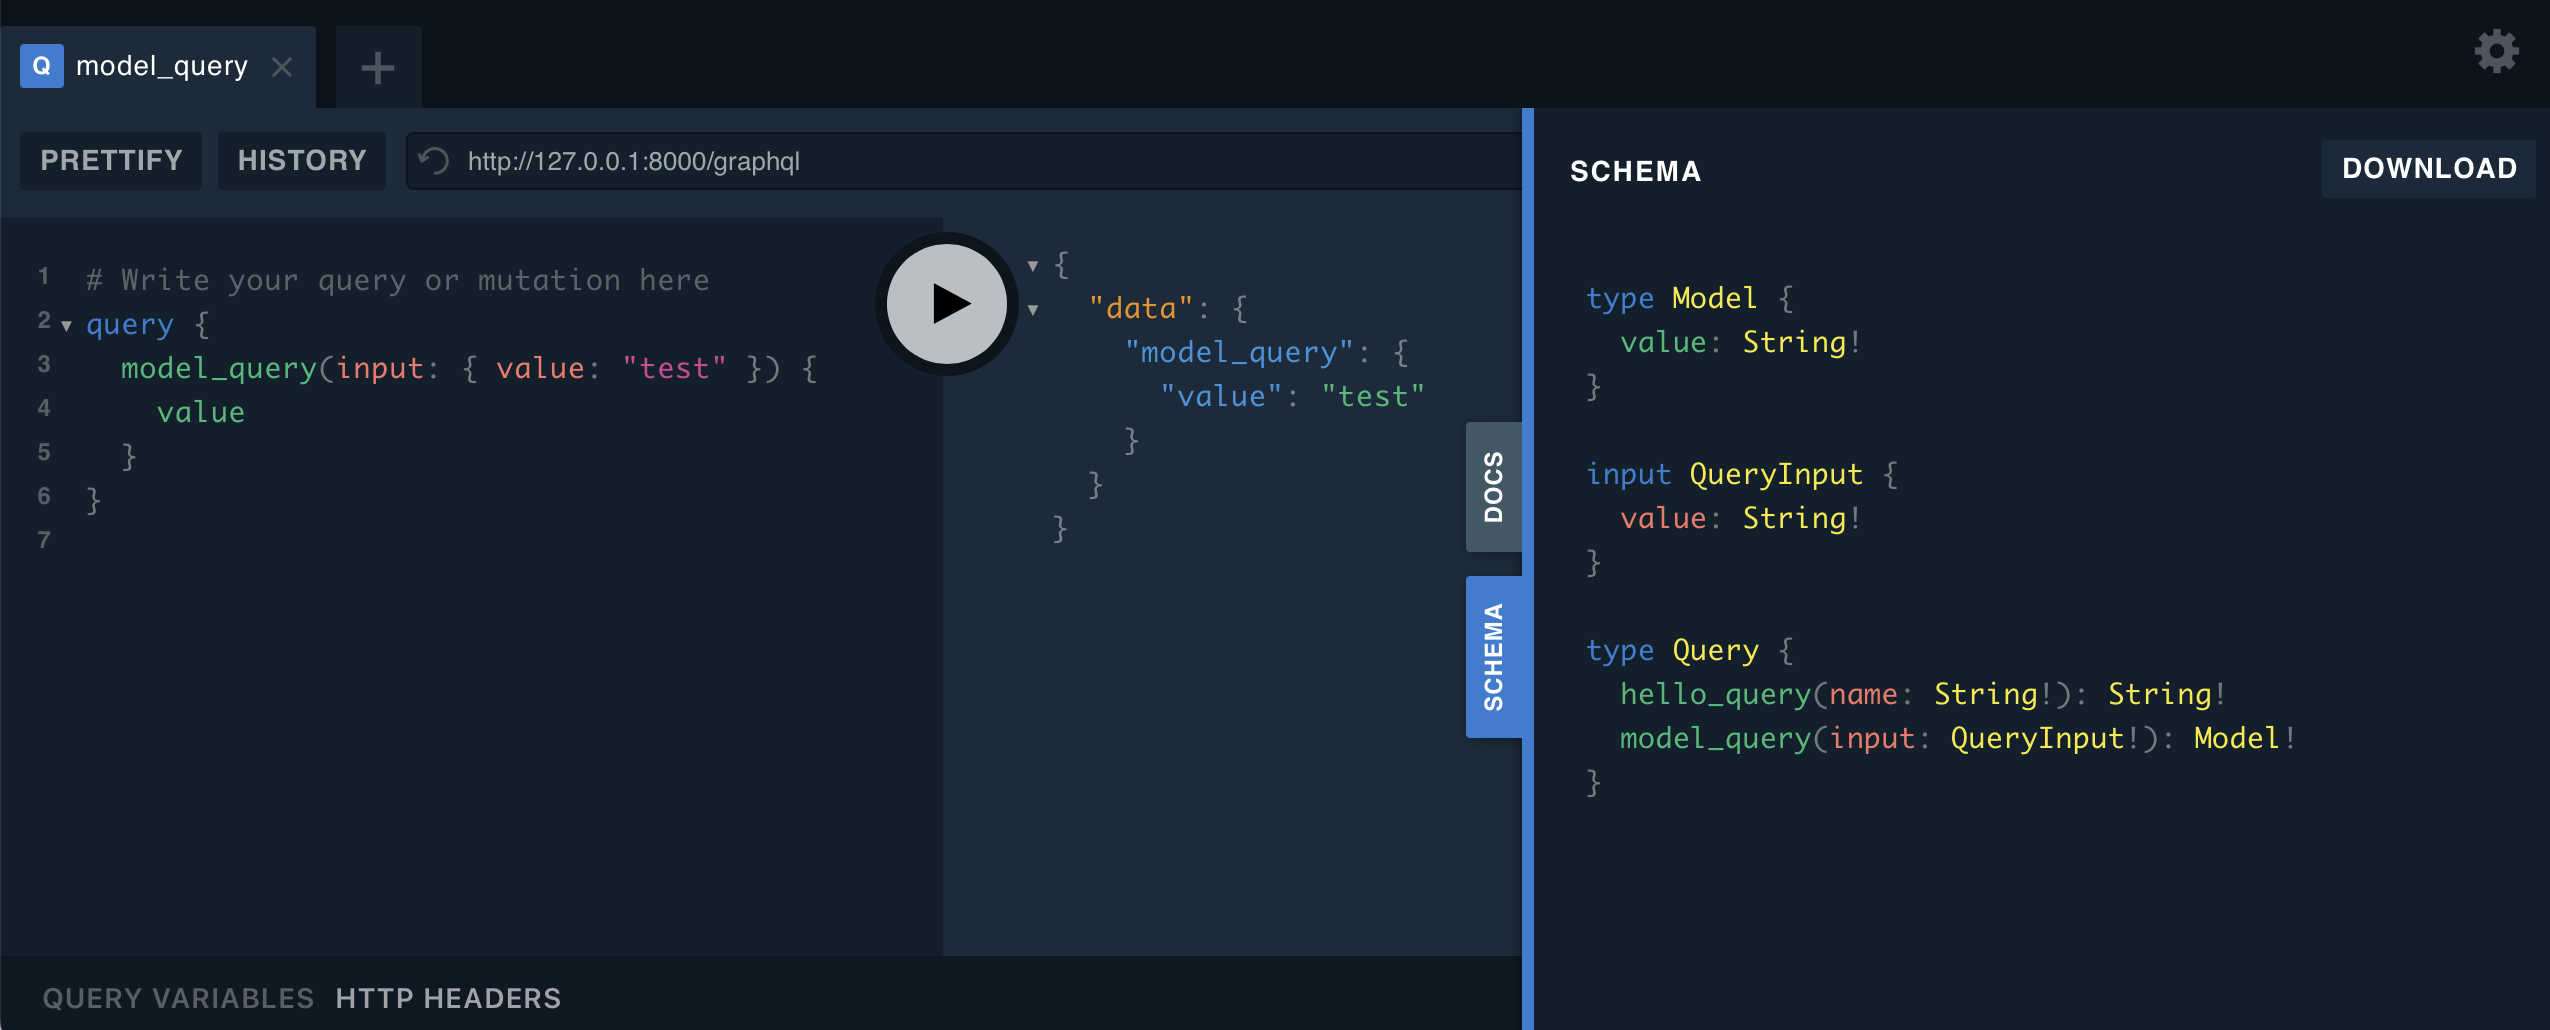 Q model_query
PRETTIFY HISTORY http://127.0.0.1:8000/graphql
1 # Write your query or mutation here
2 query {
3   model_query(input: { value: "test" }) {
4     value
5   }
6 }
7
{
  "data": {
    "model_query": {
      "value": "test"
    }
  }
}
DOCS
SCHEMA
SCHEMA DOWNLOAD
type Model {
  value: String!
}
input QueryInput {
  value: String!
}
type Query {
  hello_query(name: String!): String!
  model_query(input: QueryInput!): Model!
}
QUERY VARIABLES HTTP HEADERS